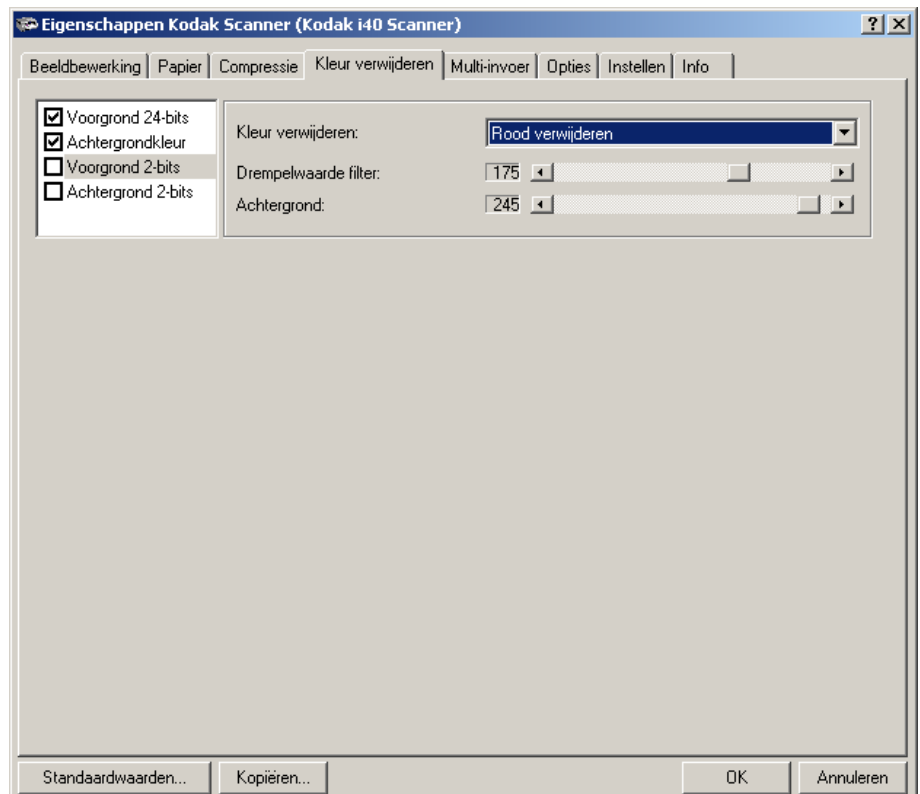 Eigenschappen Kodak Scanner (Kodak i40 Scanner)
Beeldbewerking Papier Compressie Kleur verwijderen Multi-invoer Opties Instellen Info
Voorgrond 24-bits
Achtergrondkleur
Voorgrond 2-bits
Achtergrond 2-bits
Kleur verwijderen: Rood verwijderen
Drempelwaarde filter: 175
Achtergrond: 245
Standaardwaarden... Kopiëren... OK Annuleren